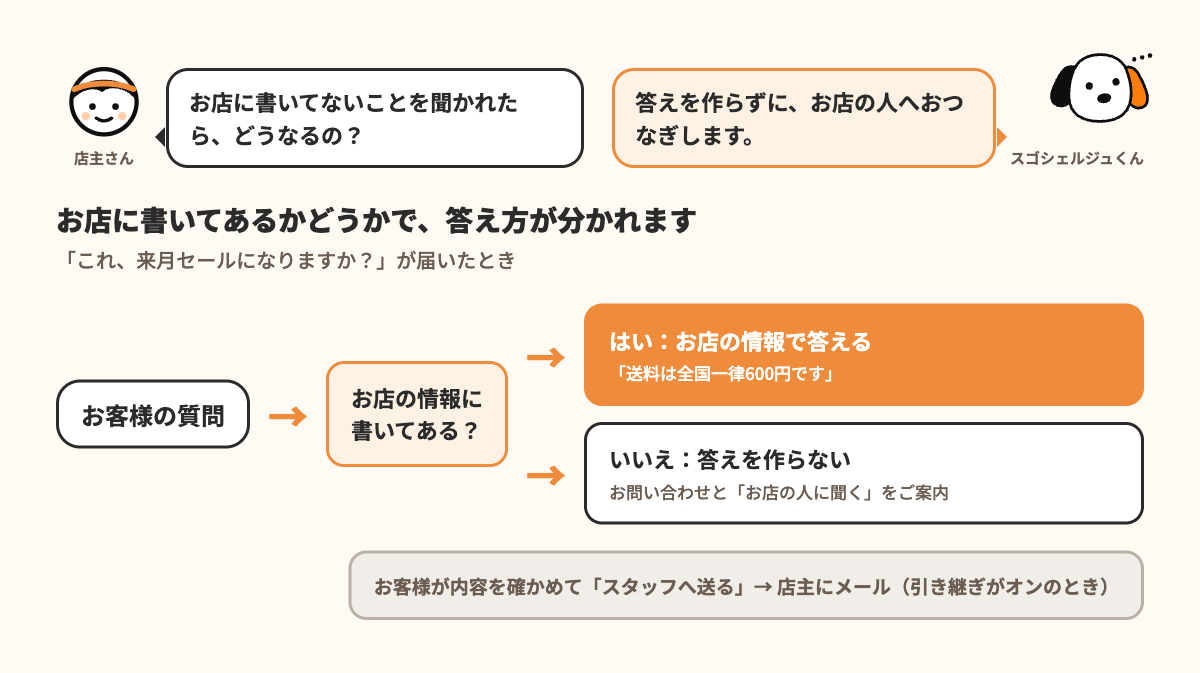 お店に書いてないことを聞かれた
ら、どうなるの？
店主さん
答えを作らずに、お店の人へおつ
なぎします。
スゴシェルジュくん
お店に書いてあるかどうかで、答え方が分かれます
「これ、来月セールになりますか？」が届いたとき
お客様の質問
→
お店の情報に
書いてある？
→
はい：お店の情報で答える
「送料は全国一律600円です」
→
いいえ：答えを作らない
お問い合わせと「お店の人に聞く」をご案内
お客様が内容を確かめて「スタッフへ送る」→ 店主にメール（引き継ぎがオンのとき）